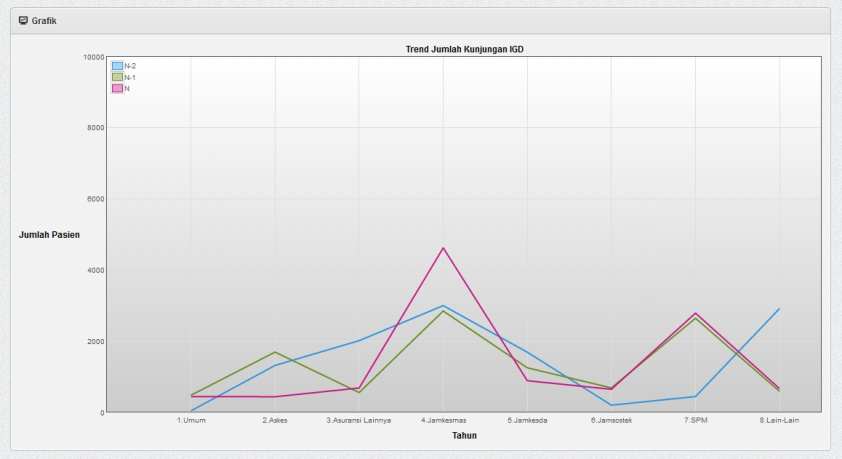 Grafik
Trend Jumlah Kunjungan IGD
N-2
N-1
N
10000
8000
6000
4000
2000
0
Jumlah Pasien
1.Umum
2.Askes
3.Asuransi Lainnya
4.Jamkesmas
5.Jamkesda
6.Jamsostek
7.SPM
8.Lain-Lain
Tahun